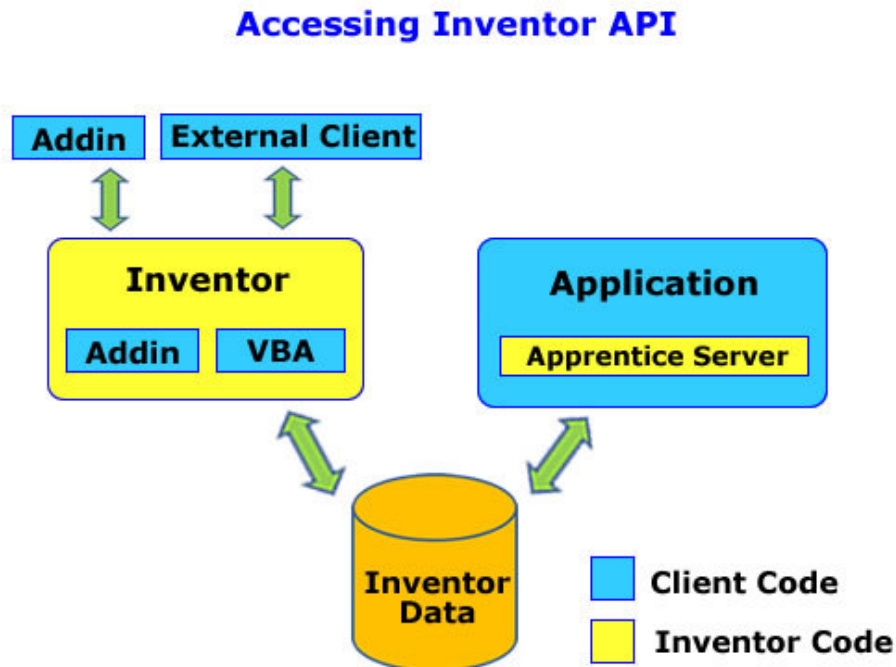 Accessing Inventor API
Addin
External Client
Inventor
Addin
VBA
Application
Apprentice Server
Inventor
Data
Client Code
Inventor Code